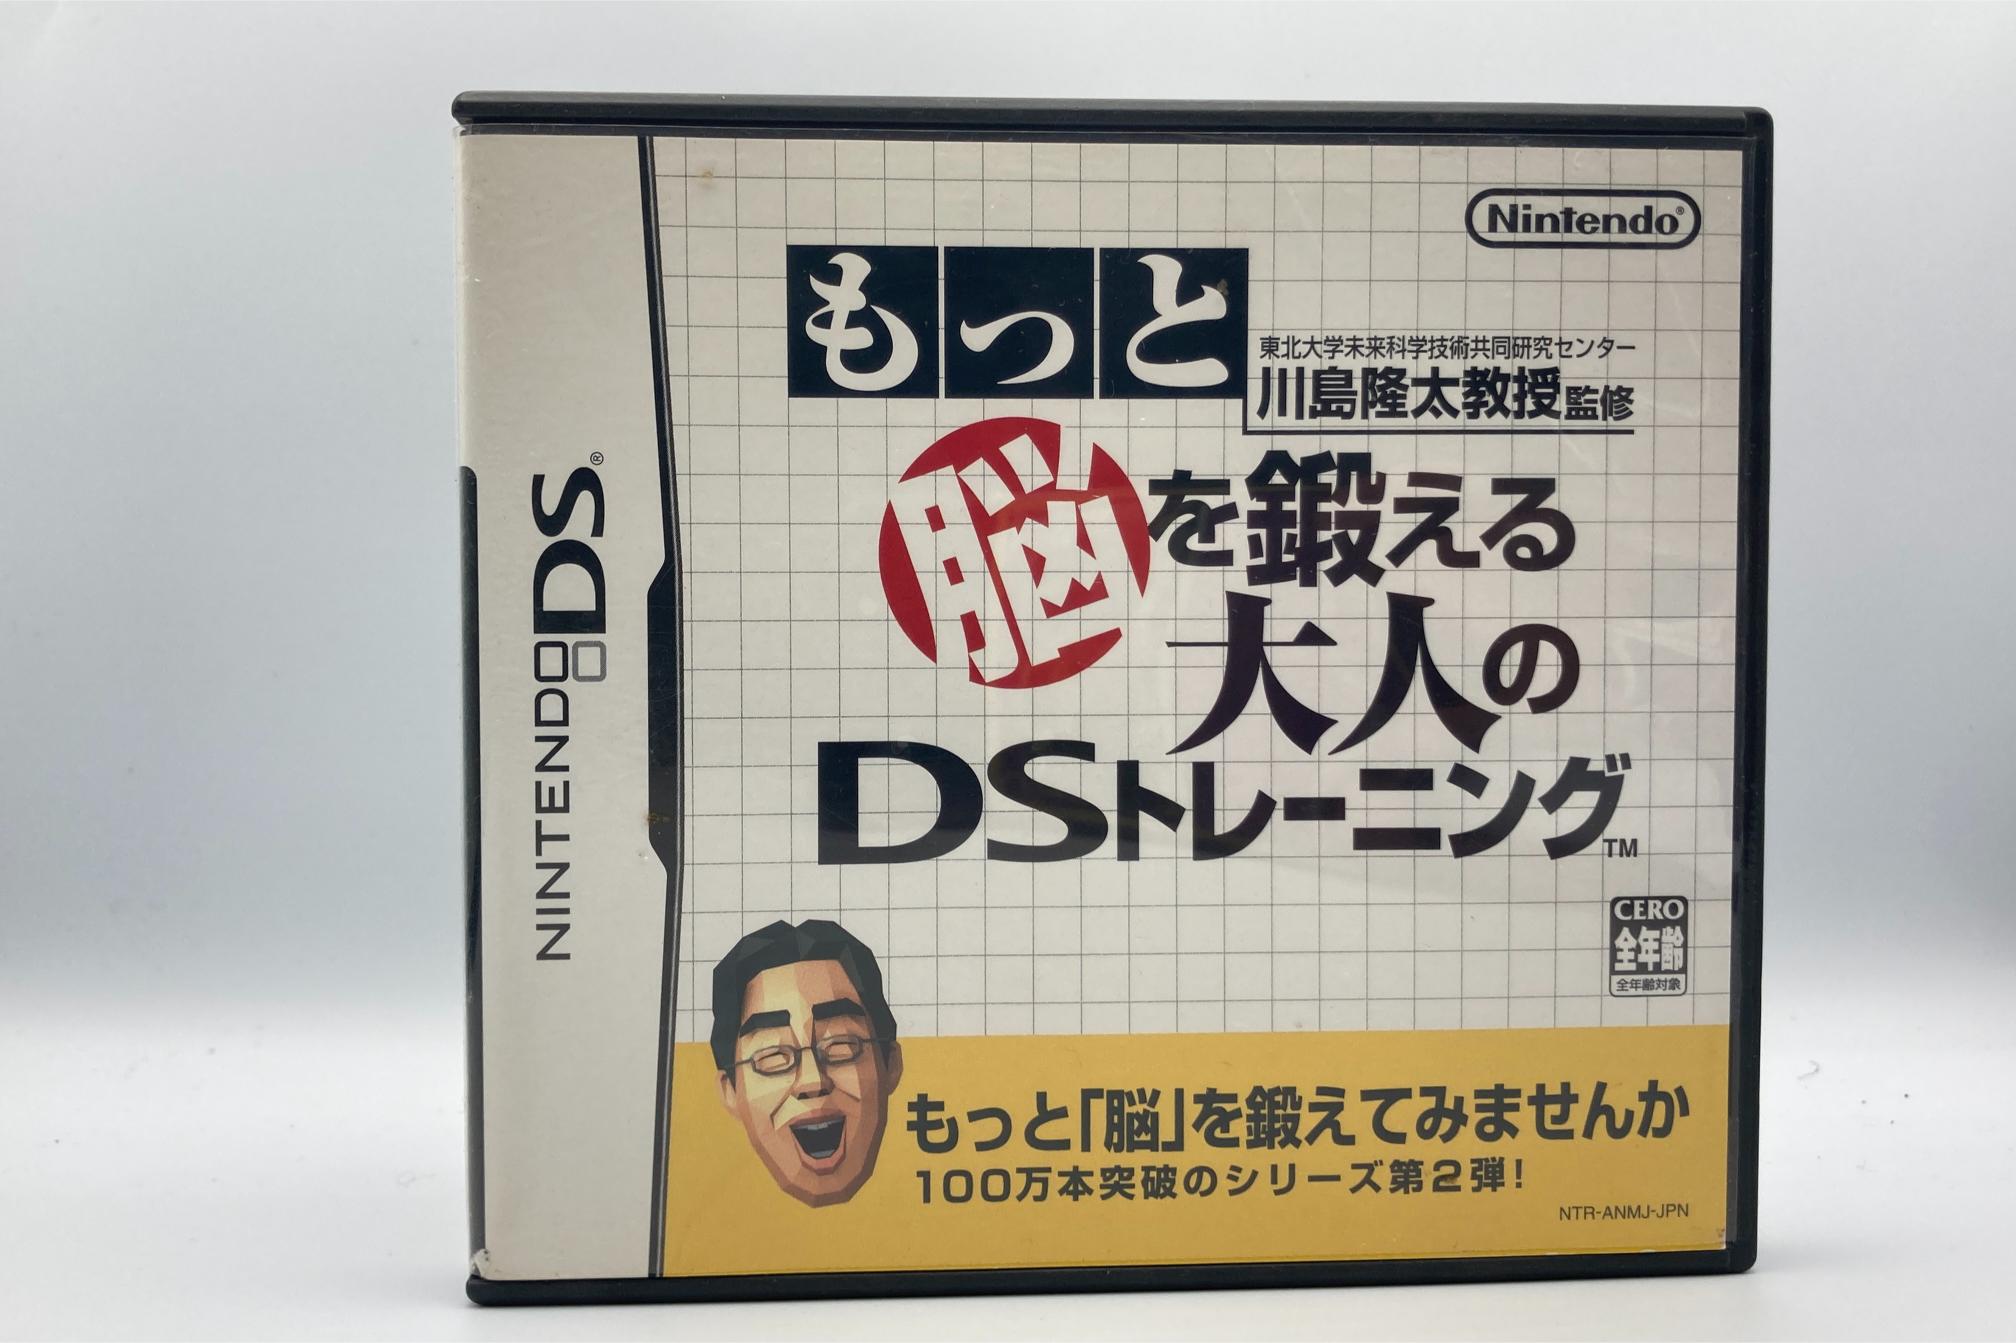 Nintendo®
もっと
東北大学未来科学技術共同研究センター
川島隆太教授監修
脳を鍛える
大人の
DSトレーニング™
NINTENDO DS®
CERO
全年齢
全年齢対象
もっと「脳」を鍛えてみませんか
100万本突破のシリーズ第2弾!
NTR-ANMJ-JPN